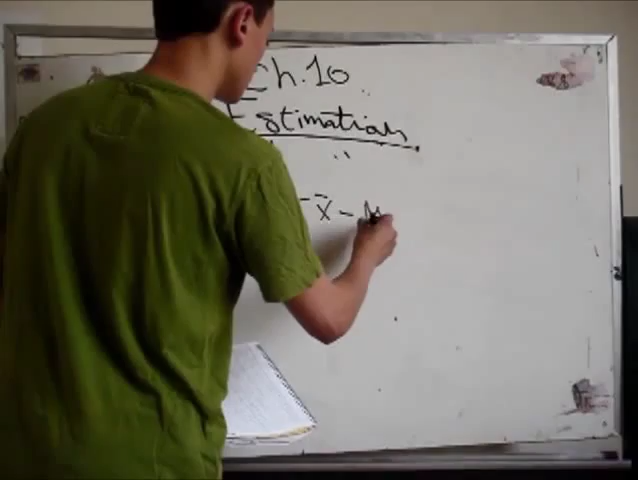 Ch. 10
Estimation
- x̄ - M